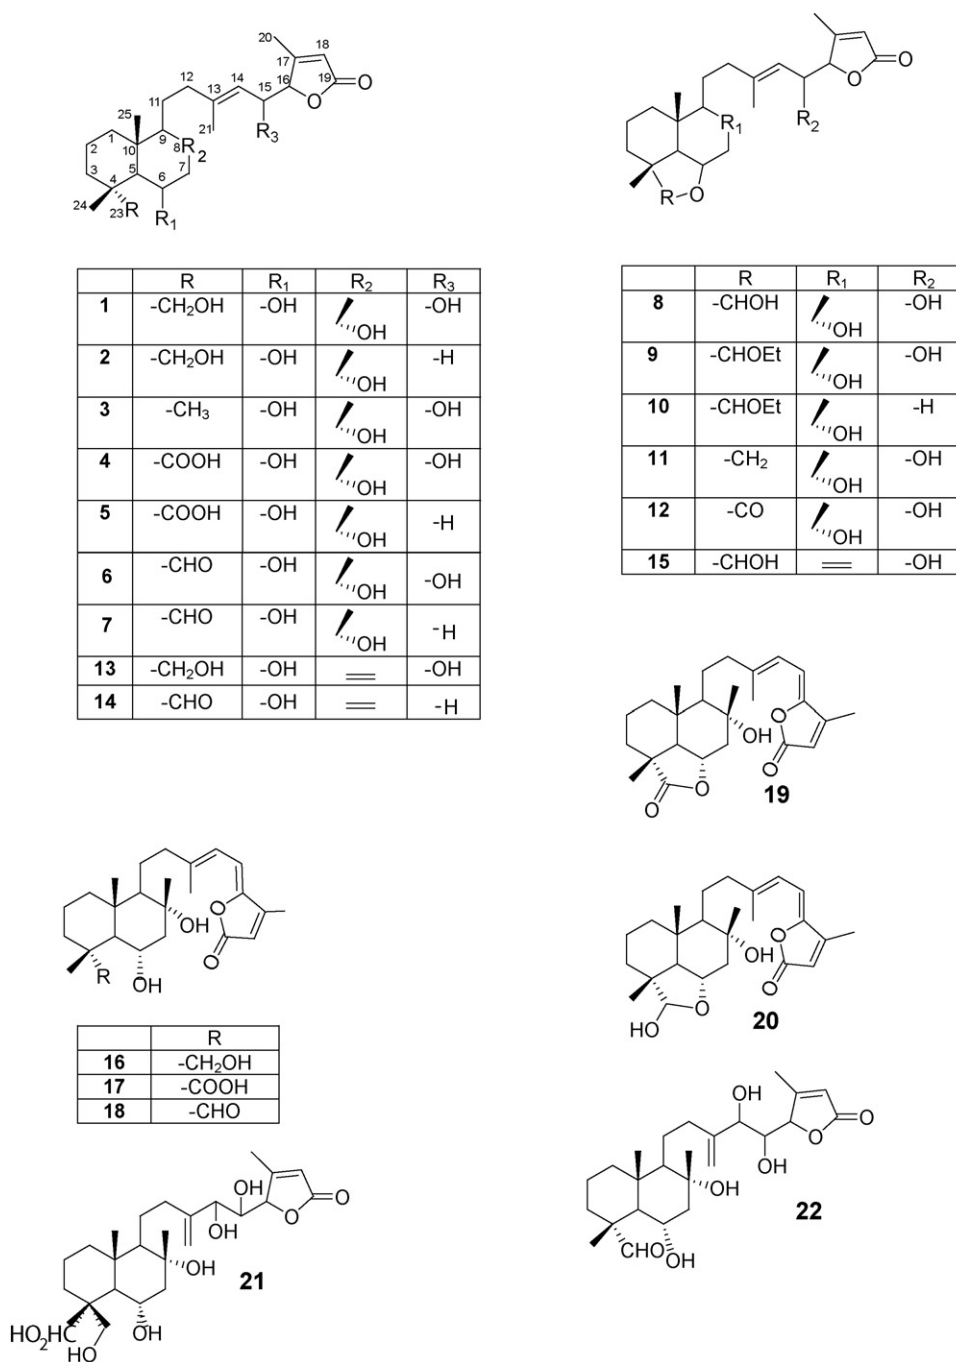 20
18
17
19
O
16
O
15
14
12
13
R3
21
11
25
1
9
8
R2
2
10
3
5
7
4
6
24
23
R
R1
R R1 R2 R3
1 -CH2OH -OH OH -OH
2 -CH2OH -OH OH -H
3 -CH3 -OH OH -OH
4 -COOH -OH OH -OH
5 -COOH -OH OH -H
6 -CHO -OH OH -OH
7 -CHO -OH OH -H
13 -CH2OH -OH -OH
14 -CHO -OH -H
O
O
R2
R1
R
O
R R1 R2
8 -CHOH OH -OH
9 -CHOEt OH -OH
10 -CHOEt OH -H
11 -CH2 OH -OH
12 -CO OH -OH
15 -CHOH -OH
O
OH
O
O
O
19
O
OH
O
R
OH
R
16 -CH2OH
17 -COOH
18 -CHO
O
OH
O
O
HO
20
OH
OH
O
O
OH
OH
HO2HC
OH
HO
21
OH
O
O
OH
OH
CHO
OH
22